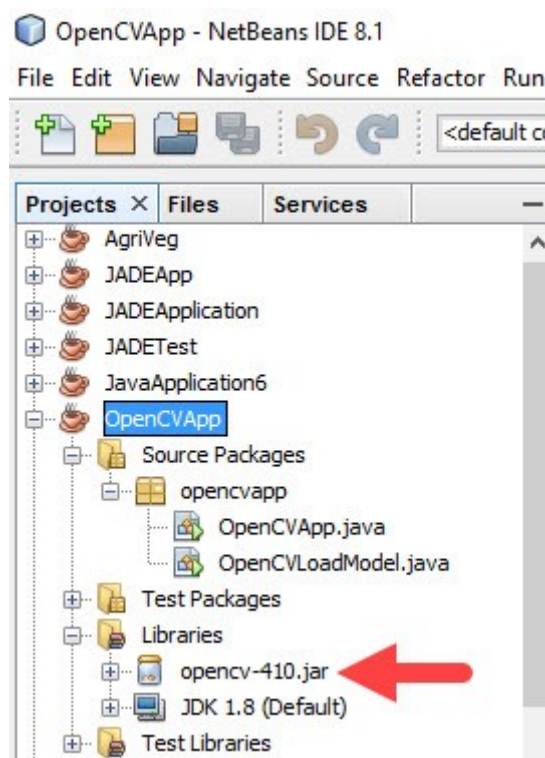 OpenCVApp - NetBeans IDE 8.1
File Edit View Navigate Source Refactor Run
<default co
Projects × Files Services
AgriVeg
JADEApp
JADEApplication
JADETest
JavaApplication6
OpenCVApp
Source Packages
opencvapp
OpenCVApp.java
OpenCVLoadModel.java
Test Packages
Libraries
opencv-410.jar
JDK 1.8 (Default)
Test Libraries